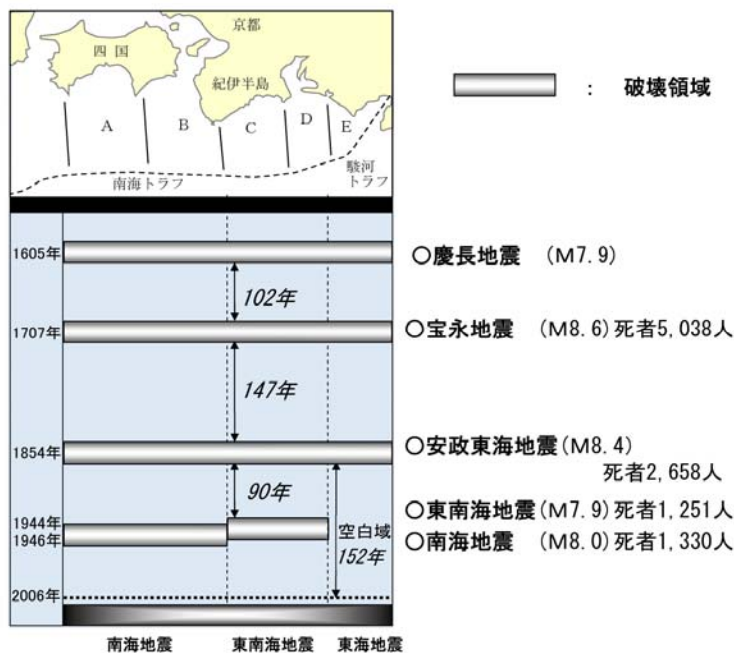 京都
四国
紀伊半島
A B C D E
南海トラフ
駿河
トラフ
： 破壊領域
1605年
○慶長地震 (M7.9)
102年
1707年
○宝永地震 (M8.6)死者5,038人
147年
1854年
○安政東海地震(M8.4)
死者2,658人
90年
1944年
○東南海地震(M7.9)死者1,251人
1946年
○南海地震 (M8.0)死者1,330人
空白域
152年
2006年
南海地震 東南海地震 東海地震